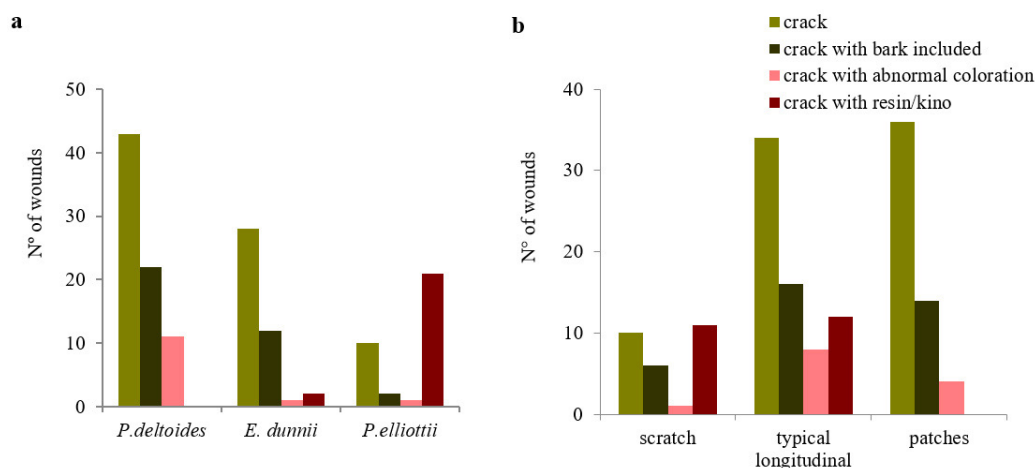 a
50
40
30
20
10
0
N° of wounds
P.deltoides E. dunnii P.elliottii
b
crack
crack with bark included
crack with abnormal coloration
crack with resin/kino
40
30
20
10
0
N° of wounds
scratch typical patches
longitudinal